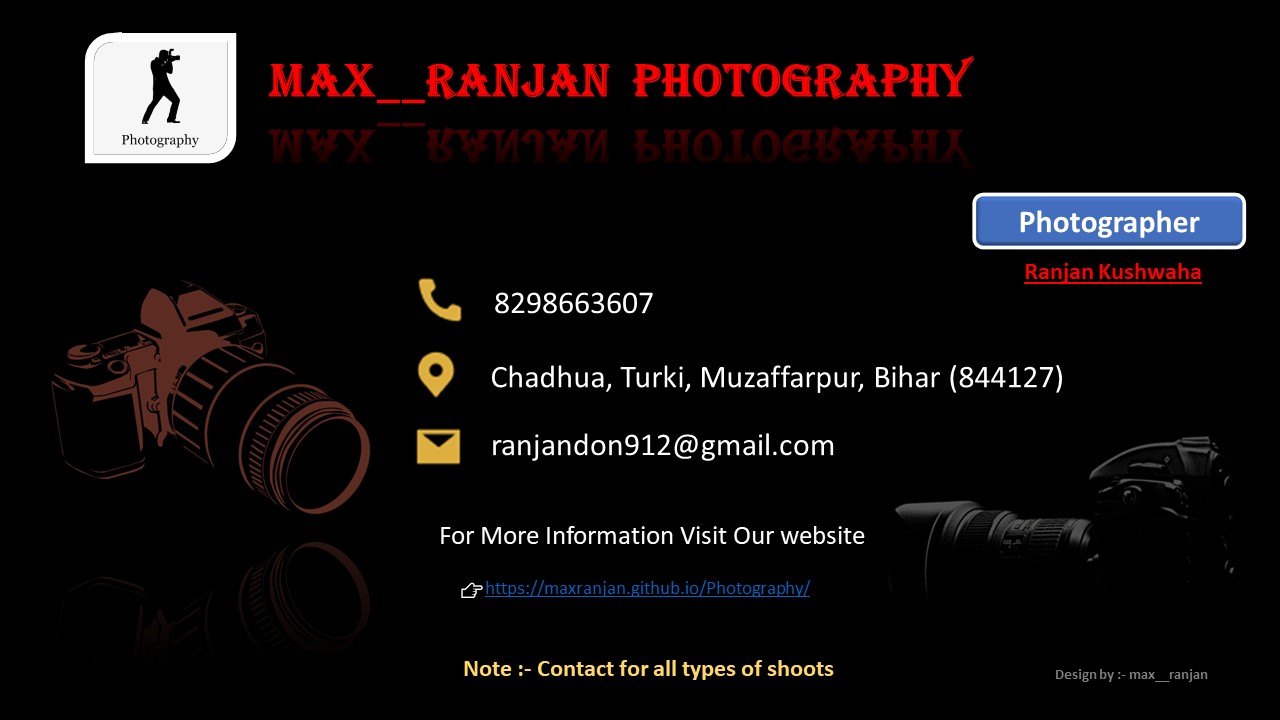 Photography
MAX__RANJAN PHOTOGRAPHY
Photographer
Ranjan Kushwaha
8298663607
Chadhua, Turki, Muzaffarpur, Bihar (844127)
ranjandon912@gmail.com
For More Information Visit Our website
https://maxranjan.github.io/Photography/
Note :- Contact for all types of shoots
Design by :- max__ranjan